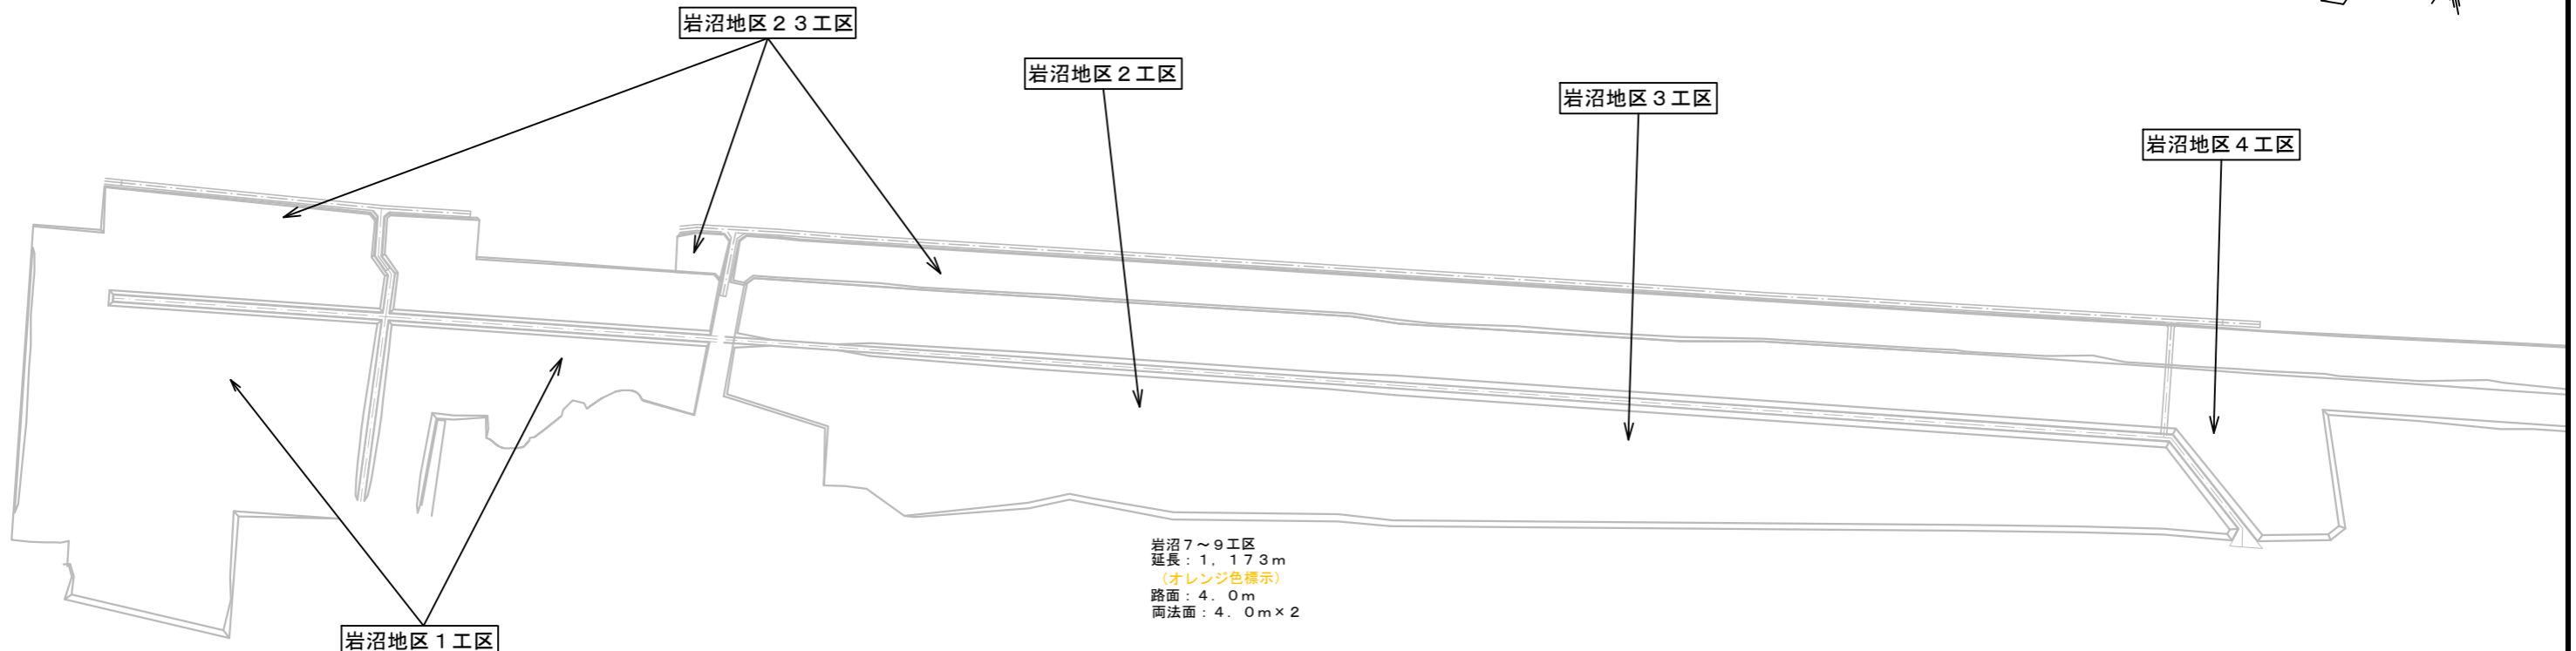 岩沼地区２３工区
岩沼地区２工区
岩沼地区３工区
岩沼地区４工区
岩沼７～９工区
延長：１，１７３ｍ
（オレンジ色標示）
路面：４．０ｍ
両法面：４．０ｍ×２
岩沼地区１工区